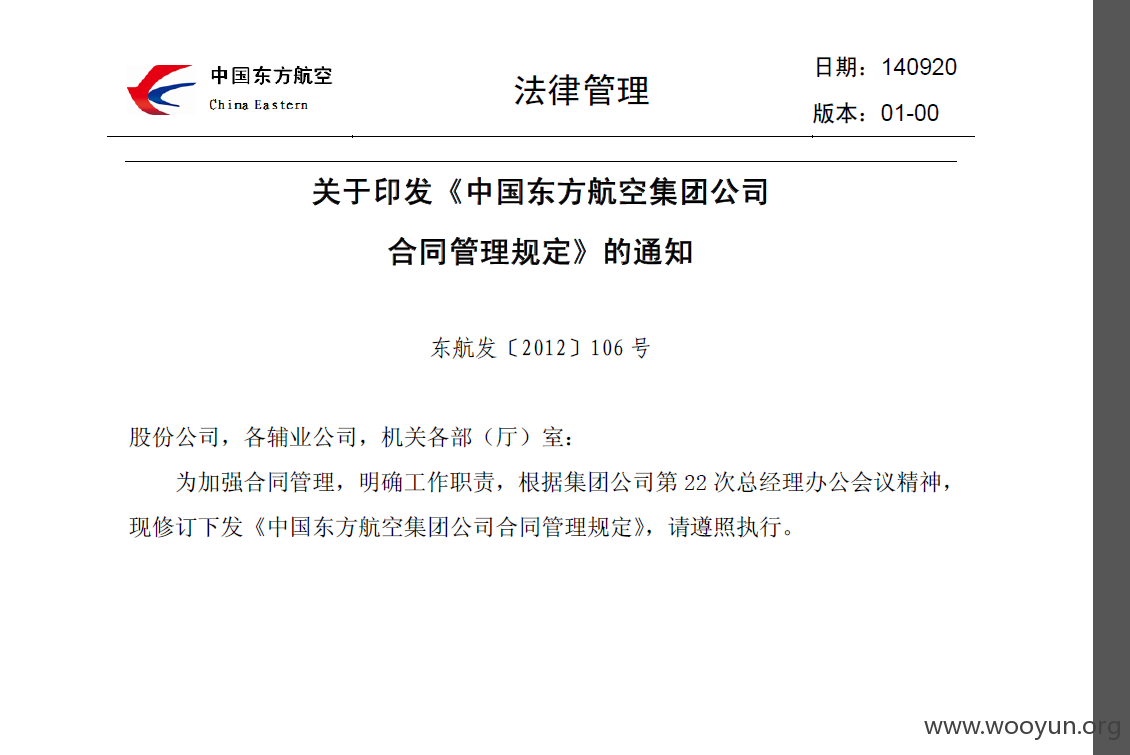 中国东方航空
China Eastern
法律管理
日期：140920
版本：01-00
关于印发《中国东方航空集团公司
合同管理规定》的通知
东航发〔2012〕106 号
股份公司，各辅业公司，机关各部（厅）室：
为加强合同管理，明确工作职责，根据集团公司第 22 次总经理办公会议精神，
现修订下发《中国东方航空集团公司合同管理规定》，请遵照执行。
www.wooyun.org